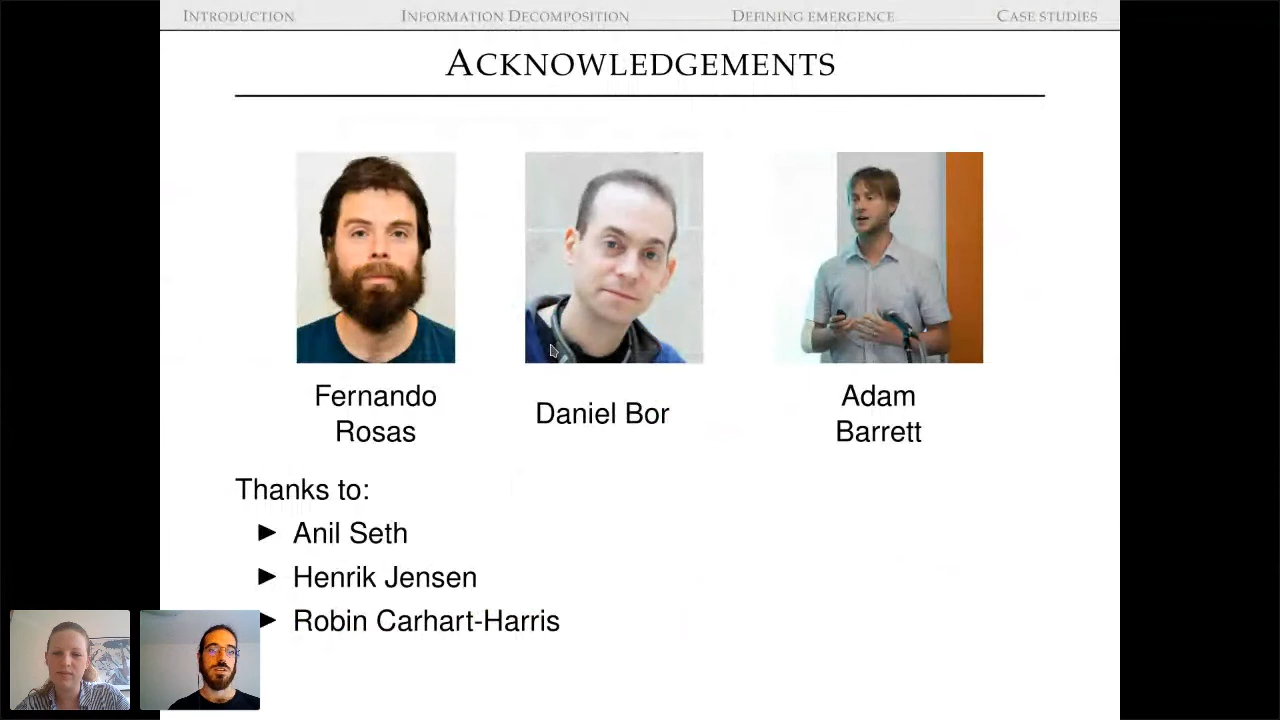 INTRODUCTION INFORMATION DECOMPOSITION DEFINING EMERGENCE CASE STUDIES
ACKNOWLEDGEMENTS
Fernando
Rosas
Daniel Bor
Adam
Barrett
Thanks to:
Anil Seth
Henrik Jensen
Robin Carhart-Harris